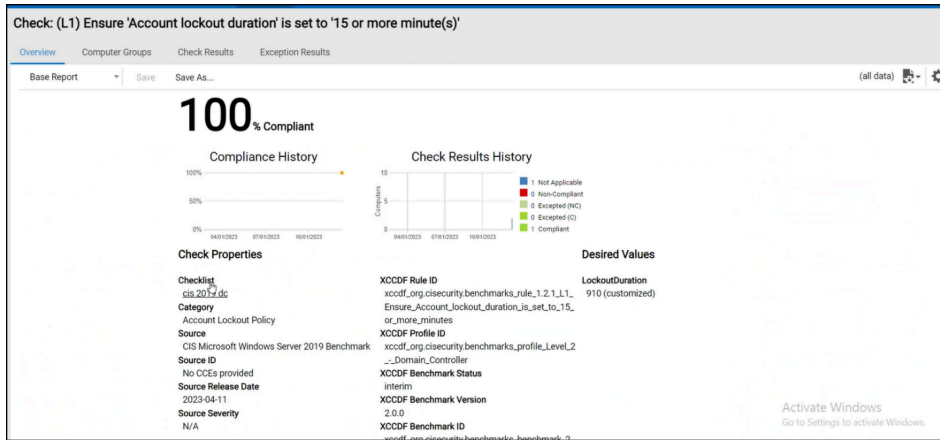 Check: (L1) Ensure 'Account lockout duration' is set to '15 or more minute(s)'
Overview Computer Groups Check Results Exception Results
Base Report Save Save As... (all data)
100% Compliant
Compliance History
100%
50%
0%
04/01/2023 07/01/2023 10/01/2023
Check Results History
Computers
10
5
0
04/01/2023 07/01/2023 10/01/2023
1 Not Applicable
0 Non-Compliant
0 Excepted (NC)
0 Excepted (C)
1 Compliant
Check Properties
Checklist
cis 2019 dc
Category
Account Lockout Policy
Source
CIS Microsoft Windows Server 2019 Benchmark
Source ID
No CCEs provided
Source Release Date
2023-04-11
Source Severity
N/A
XCCDF Rule ID
xccdf_org.cisecurity.benchmarks_rule_1.2.1_L1_
Ensure_Account_lockout_duration_is_set_to_15_
or_more_minutes
XCCDF Profile ID
xccdf_org.cisecurity.benchmarks_profile_Level_2
_-_Domain_Controller
XCCDF Benchmark Status
interim
XCCDF Benchmark Version
2.0.0
XCCDF Benchmark ID
Desired Values
LockoutDuration
910 (customized)
Activate Windows
Go to Settings to activate Windows.